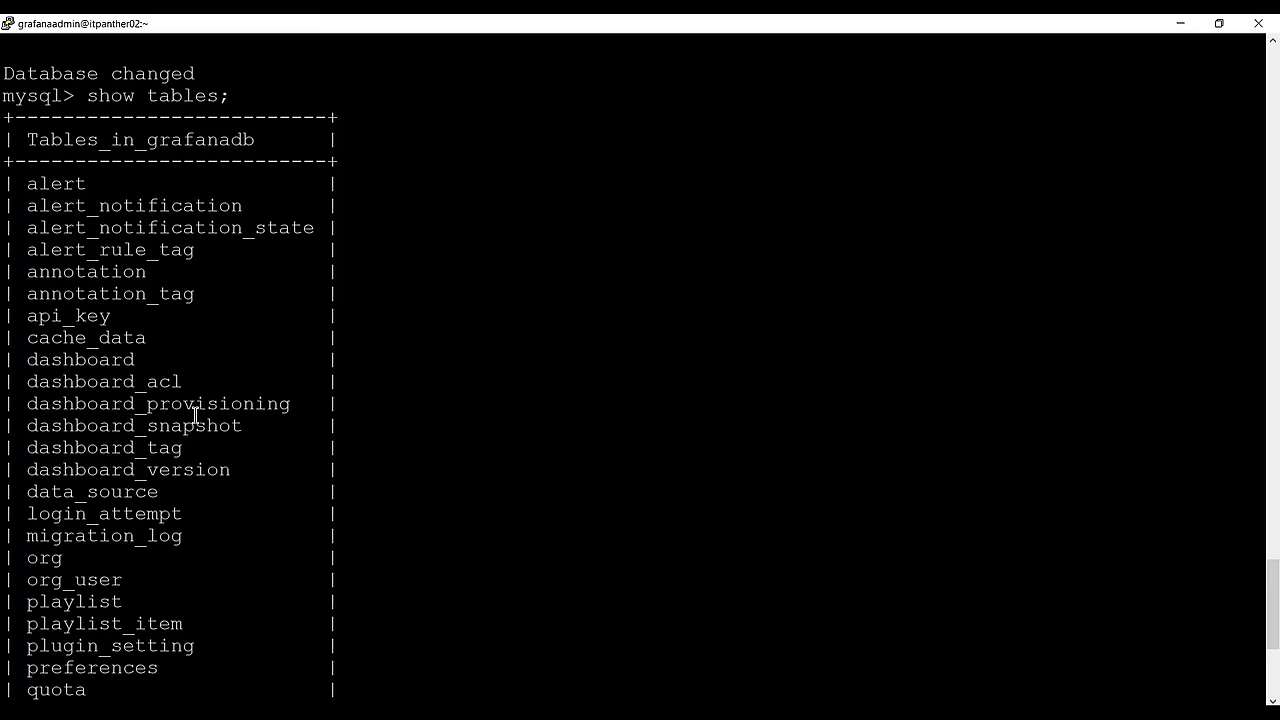 grafanaadmin@itpanther02:~
Database changed
mysql> show tables;
+--------------------------+
| Tables_in_grafanadb      |
+--------------------------+
| alert                    |
| alert_notification       |
| alert_notification_state |
| alert_rule_tag           |
| annotation               |
| annotation_tag           |
| api_key                  |
| cache_data               |
| dashboard                |
| dashboard_acl            |
| dashboard_provisioning   |
| dashboard_snapshot       |
| dashboard_tag            |
| dashboard_version        |
| data_source              |
| login_attempt            |
| migration_log            |
| org                      |
| org_user                 |
| playlist                 |
| playlist_item            |
| plugin_setting           |
| preferences              |
| quota                    |